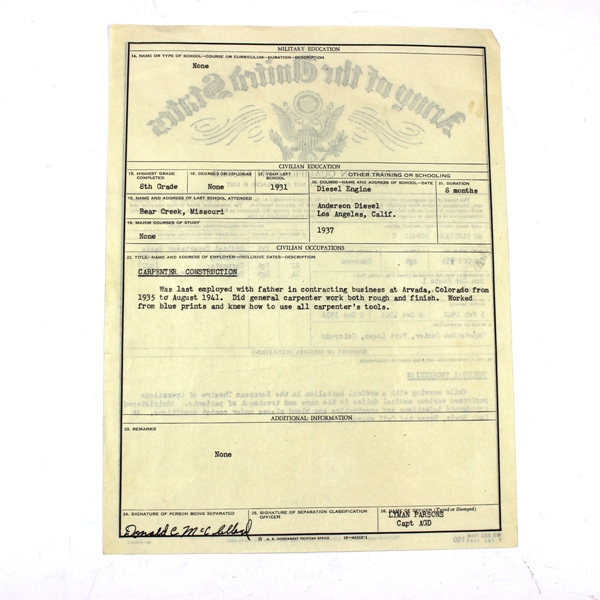 MILITARY EDUCATION
14. NAME OR TYPE OF SCHOOL—COURSE OR CURRICULUM—DURATION—DESCRIPTION
None
Army of the United States
CIVILIAN EDUCATION
15. HIGHEST GRADE COMPLETED
8th Grade
16. DEGREES OR DIPLOMAS
None
17. YEAR LEFT SCHOOL
1931
OTHER TRAINING OR SCHOOLING
20. COURSE—NAME AND ADDRESS OF SCHOOL—DATE
21. DURATION
Diesel Engine
8 months
18. NAME AND ADDRESS OF LAST SCHOOL ATTENDED
Bear Creek, Missouri
Anderson Diesel
Los Angeles, Calif.
19. MAJOR COURSES OF STUDY
None
1937
CIVILIAN OCCUPATIONS
22. TITLE—NAME AND ADDRESS OF EMPLOYER—INCLUSIVE DATES—DESCRIPTION
CARPENTER CONSTRUCTION
Was last employed with father in contracting business at Arvada, Colorado from
1935 to August 1941. Did general carpenter work both rough and finish. Worked
from blue prints and knew how to use all carpenter's tools.
ADDITIONAL INFORMATION
23. REMARKS
None
24. SIGNATURE OF PERSON BEING SEPARATED
Donald C McClellan
25. SIGNATURE OF SEPARATION CLASSIFICATION OFFICER
26. NAME OF OFFICER (Typed or Stamped)
LYMAN PARSONS
Capt AGD
☆ U. S. GOVERNMENT PRINTING OFFICE